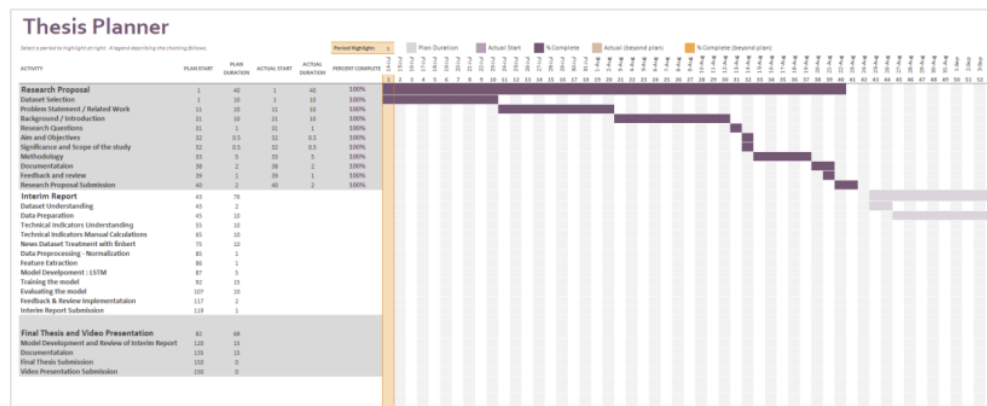 Thesis Planner
Select a period to highlight at right. A legend describing the charting follows.
Period Highlight: 1 Plan Duration Actual Start % Complete Actual (beyond plan) % Complete (beyond plan)
ACTIVITY PLAN START PLAN DURATION ACTUAL START ACTUAL DURATION PERCENT COMPLETE
1 2 3 4 5 6 7 8 9 10 11 12 13 14 15 16 17 18 19 20 21 22 23 24 25 26 27 28 29 30 31 32 33 34 35 36 37 38 39 40 41 42 43 44 45 46 47 48 49 50 51 52
Research Proposal 1 40 1 40 100%
Dataset Selection 1 10 1 10 100%
Problem Statement / Related Work 11 10 11 10 100%
Background / Introduction 21 10 21 10 100%
Research Questions 31 1 31 1 100%
Aim and Objectives 32 0.5 32 0.5 100%
Significance and Scope of the study 32 0.5 32 0.5 100%
Methodology 33 5 33 5 100%
Documentataion 38 2 38 2 100%
Feedback and review 39 1 39 1 100%
Research Proposal Submission 40 2 40 2 100%
Interim Report 43 76
Dataset Understanding 43 2
Data Preparation 45 10
Technical Indicators Understanding 55 10
Technical Indicators Manual Calculations 65 10
News Dataset Treatment with finbert 75 10
Data Preprocessing - Normalization 85 1
Feature Extraction 86 1
Model Develpoment : LSTM 87 5
Training the model 92 15
Evaluating the model 107 10
Feedback & Review Implementataion 117 2
Interim Report Submission 119 1
Final Thesis and Video Presentation 82 68
Model Development and Review of Interim Report 120 15
Documentataion 135 15
Final Thesis Submission 150 0
Video Presentation Submission 150 0